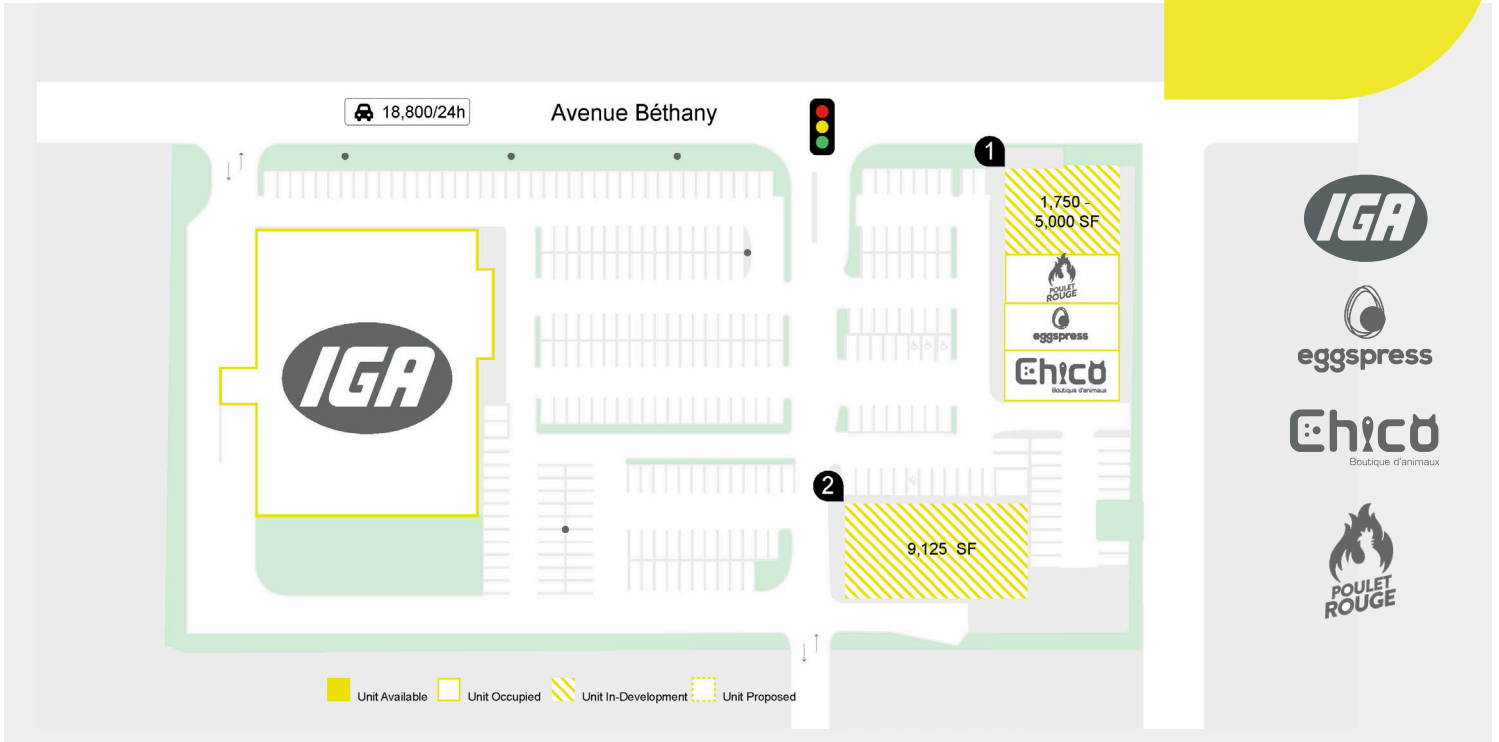 18,800/24h
Avenue Béthany
1
1,750 -
5,000 SF
POULET
ROUGE
eggspress
Chico
Boutique d'animaux
IGA
2
9,125 SF
Unit Available
Unit Occupied
Unit In-Development
Unit Proposed
IGA
eggspress
Chico
Boutique d'animaux
POULET
ROUGE